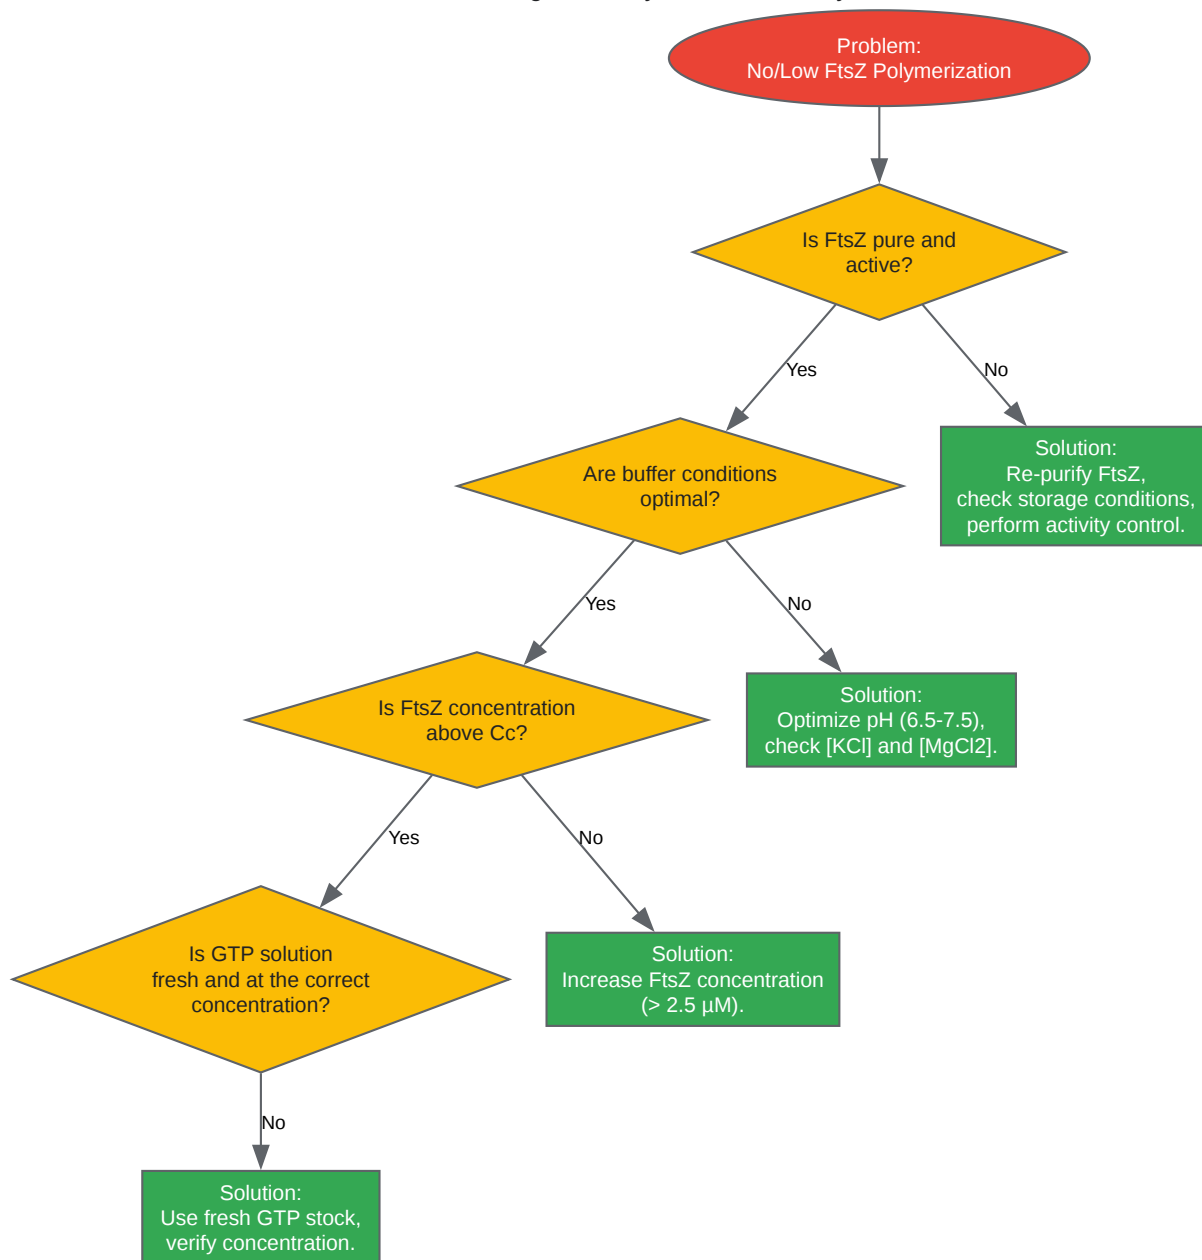 Problem:
No/Low FtsZ Polymerization
Is FtsZ pure and
active?
Yes
No
Are buffer conditions
optimal?
Solution:
Re-purify FtsZ,
check storage conditions,
perform activity control.
Yes
No
Is FtsZ concentration
above Cc?
Solution:
Optimize pH (6.5-7.5),
check [KCl] and [MgCl2].
Yes
No
Is GTP solution
fresh and at the correct
concentration?
Solution:
Increase FtsZ concentration
(> 2.5 µM).
No
Solution:
Use fresh GTP stock,
verify concentration.